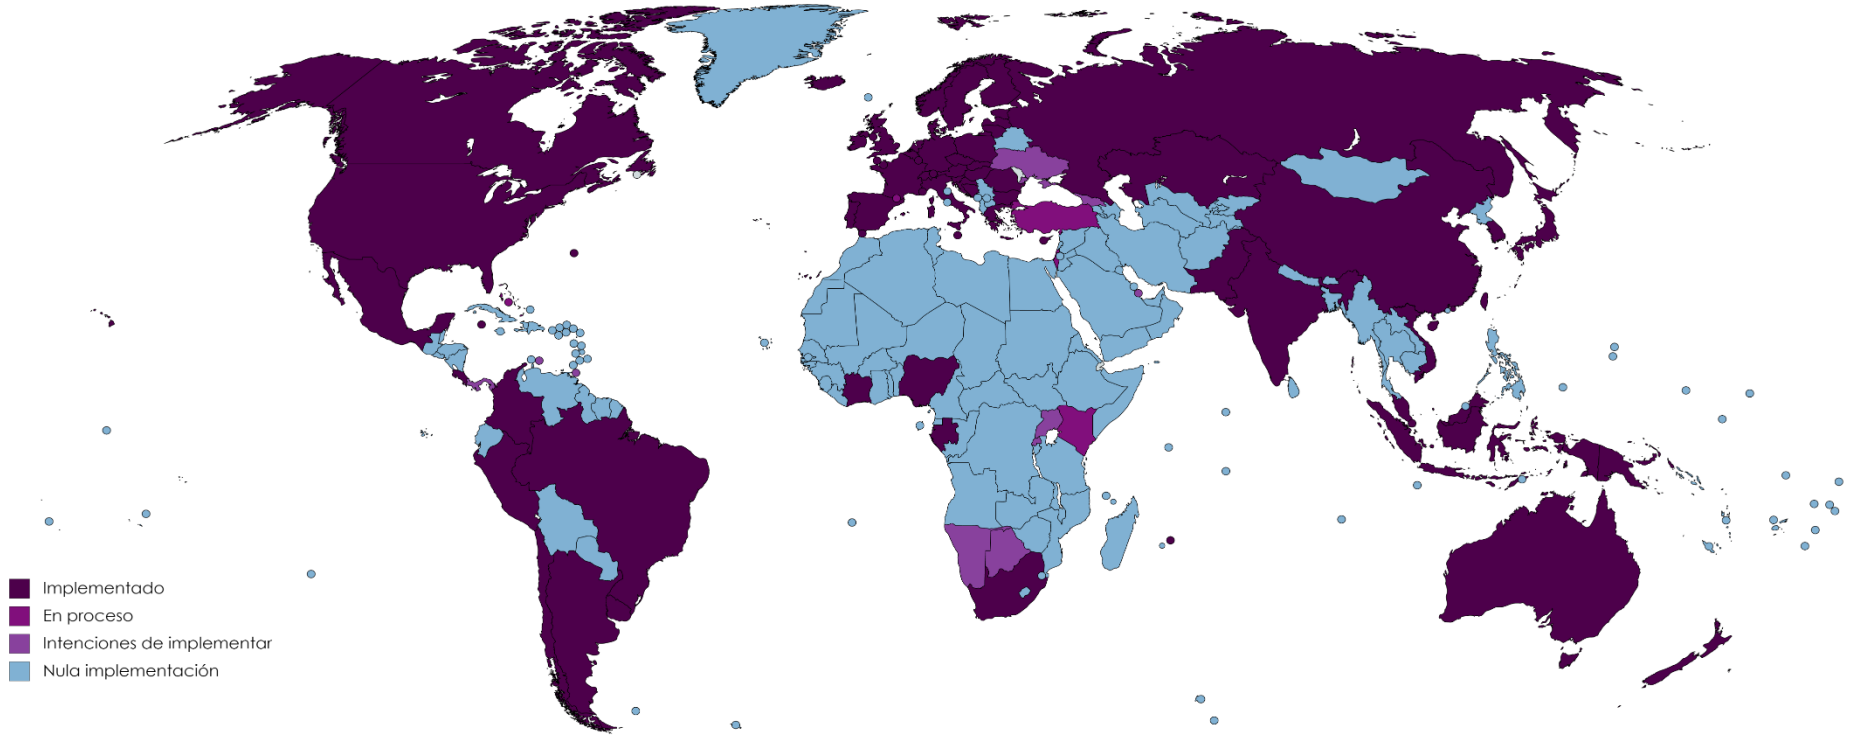 Implementado
En proceso
Intenciones de implementar
Nula implementación